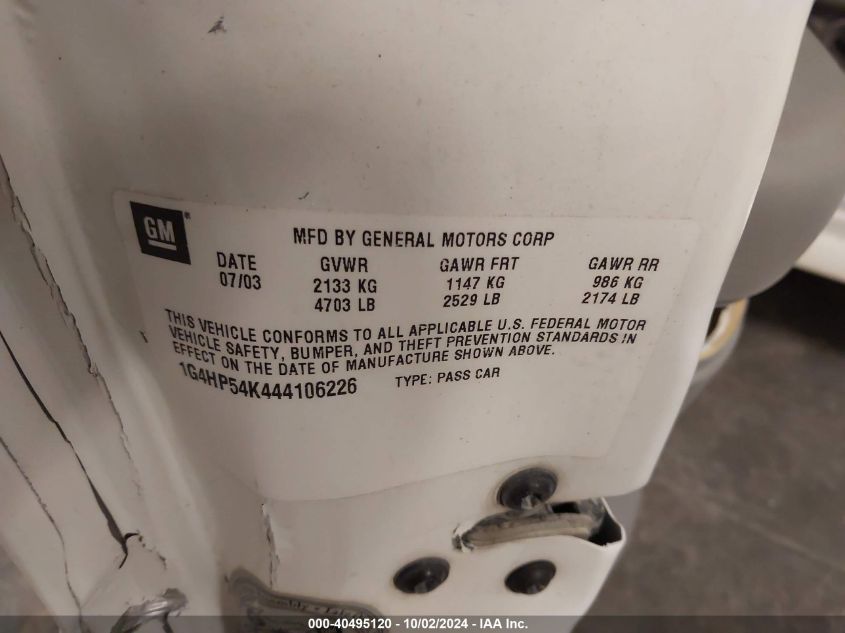 GM
MFD BY GENERAL MOTORS CORP
DATE GVWR GAWR FRT GAWR RR
07/03 2133 KG 1147 KG 986 KG
4703 LB 2529 LB 2174 LB
THIS VEHICLE CONFORMS TO ALL APPLICABLE U.S. FEDERAL MOTOR
VEHICLE SAFETY, BUMPER, AND THEFT PREVENTION STANDARDS IN
EFFECT ON THE DATE OF MANUFACTURE SHOWN ABOVE.
1G4HP54K444106226 TYPE: PASS CAR
000-40495120 - 10/02/2024 - IAA Inc.